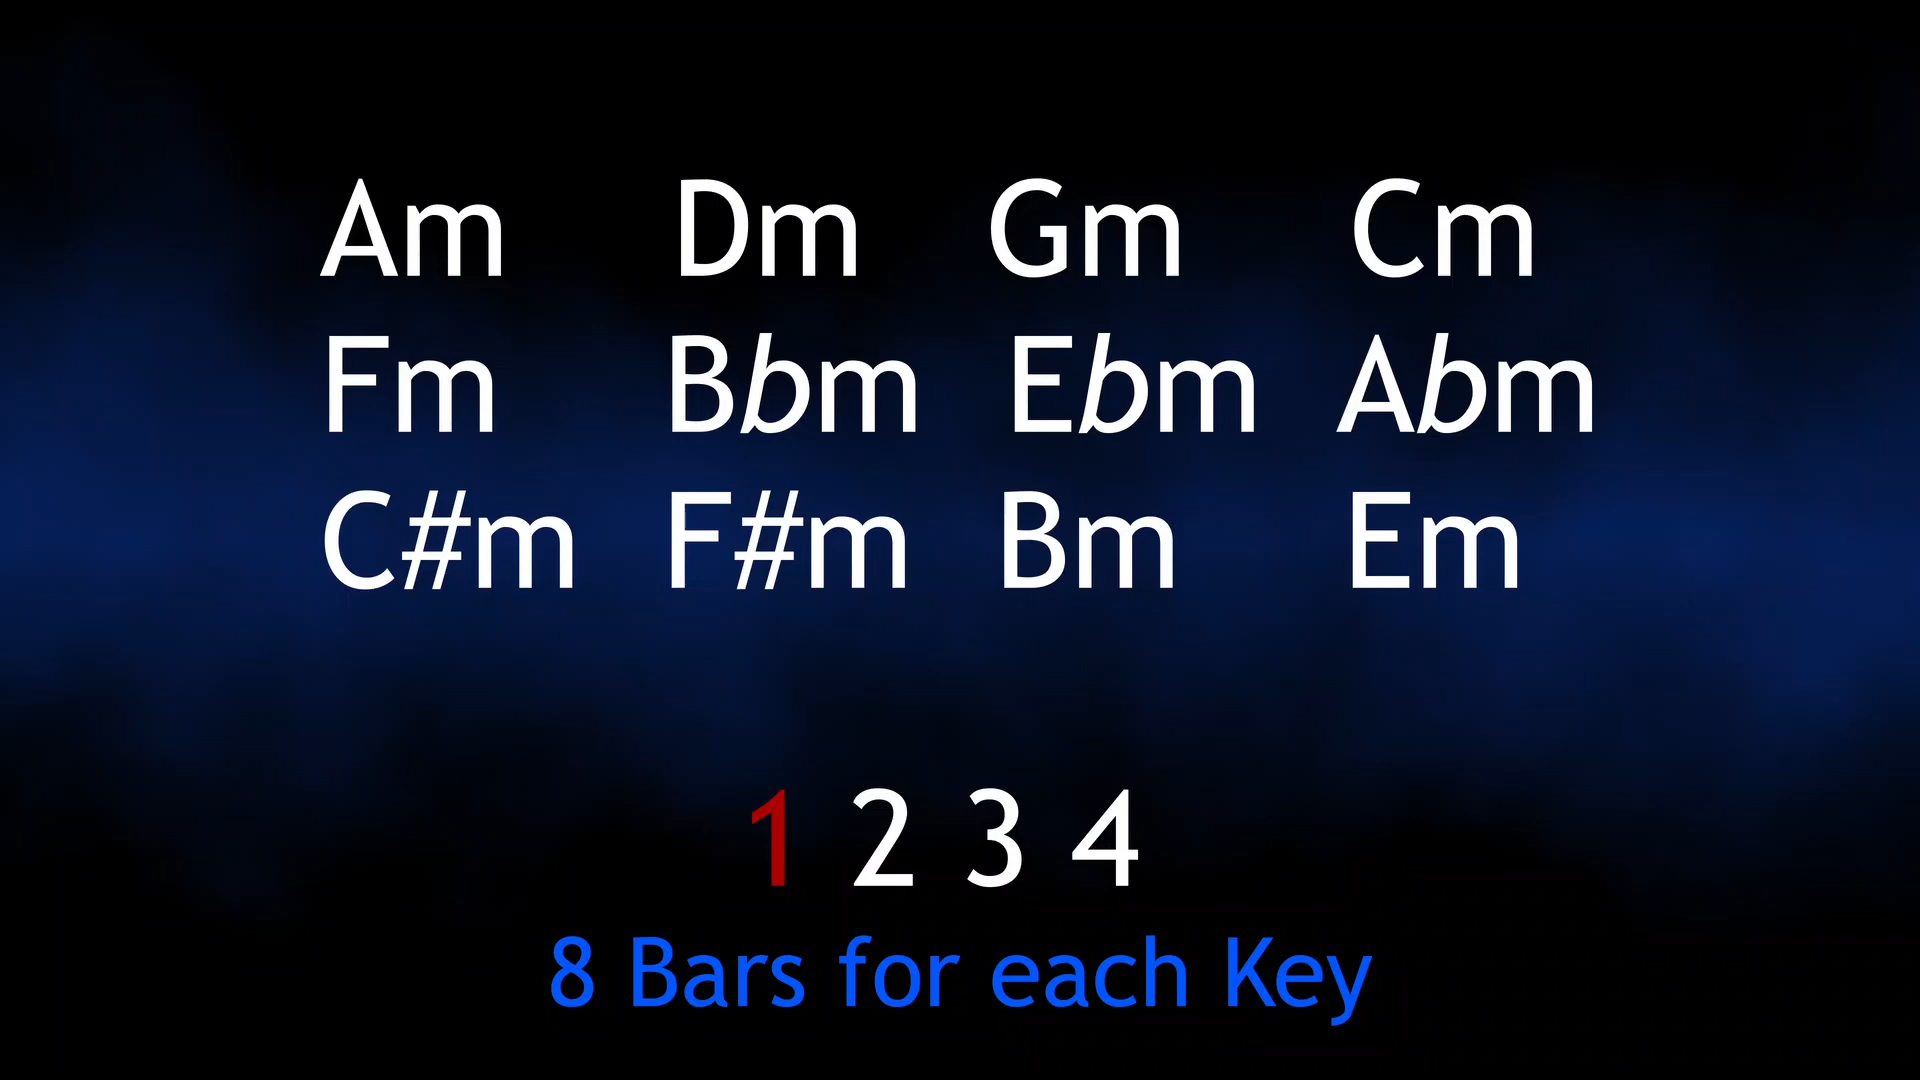 Am Dm Gm Cm
Fm Bbm Ebm Abm
C#m F#m Bm Em
1 2 3 4
8 Bars for each Key